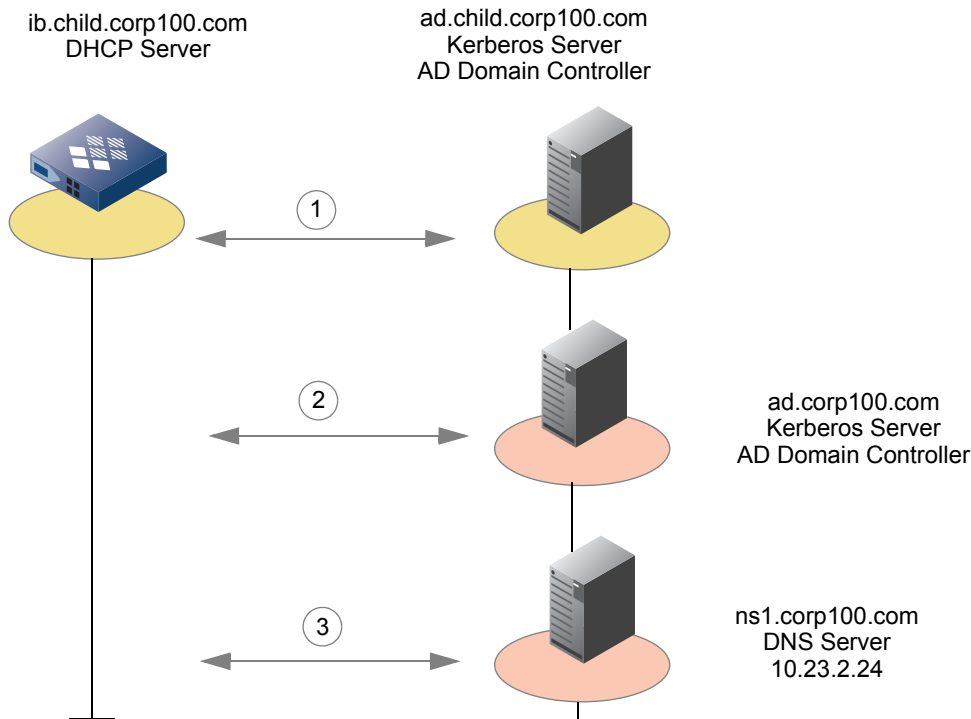 ib.child.corp100.com
DHCP Server
ad.child.corp100.com
Kerberos Server
AD Domain Controller
1
2
ad.corp100.com
Kerberos Server
AD Domain Controller
3
ns1.corp100.com
DNS Server
10.23.2.24